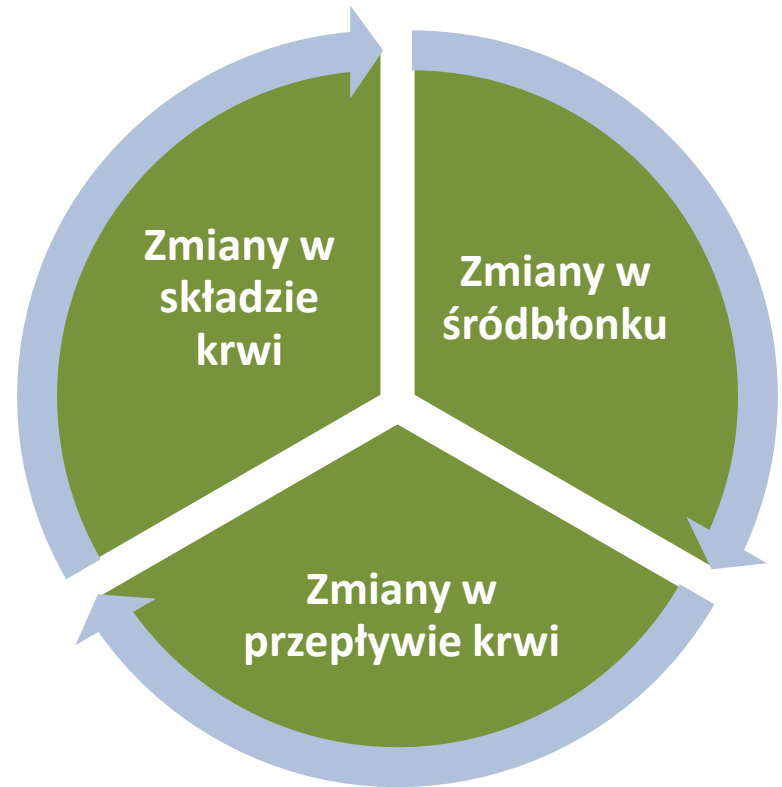 Zmiany w
składzie
krwi
Zmiany w
śródbłonku
Zmiany w
przepływie krwi